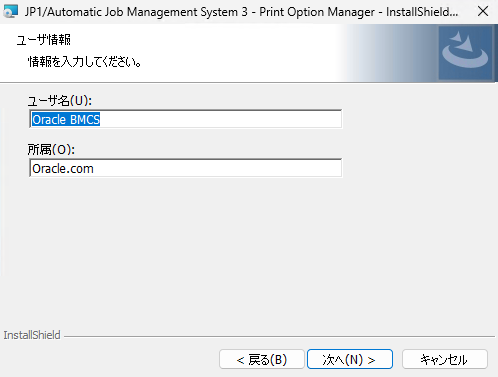 JP1/Automatic Job Management System 3 - Print Option Manager - InstallShield...
ユーザ情報
情報を入力してください。
ユーザ名(U):
Oracle BMCS
所属(O):
Oracle.com
InstallShield
< 戻る(B)
次へ(N) >
キャンセル